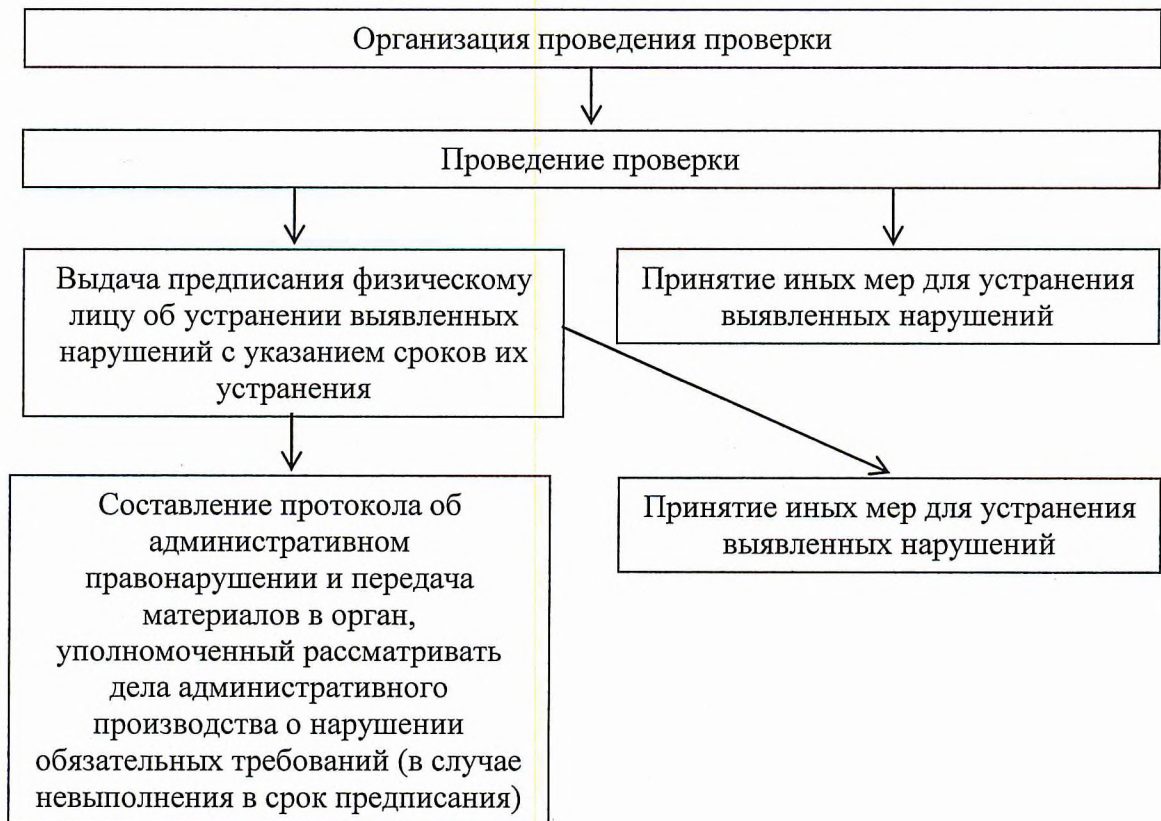 Организация проведения проверки
Проведение проверки
Выдача предписания физическому
лицу об устранении выявленных
нарушений с указанием сроков их
устранения
Принятие иных мер для устранения
выявленных нарушений
Составление протокола об
административном
правонарушении и передача
материалов в орган,
уполномоченный рассматривать
дела административного
производства о нарушении
обязательных требований (в случае
невыполнения в срок предписания)
Принятие иных мер для устранения
выявленных нарушений